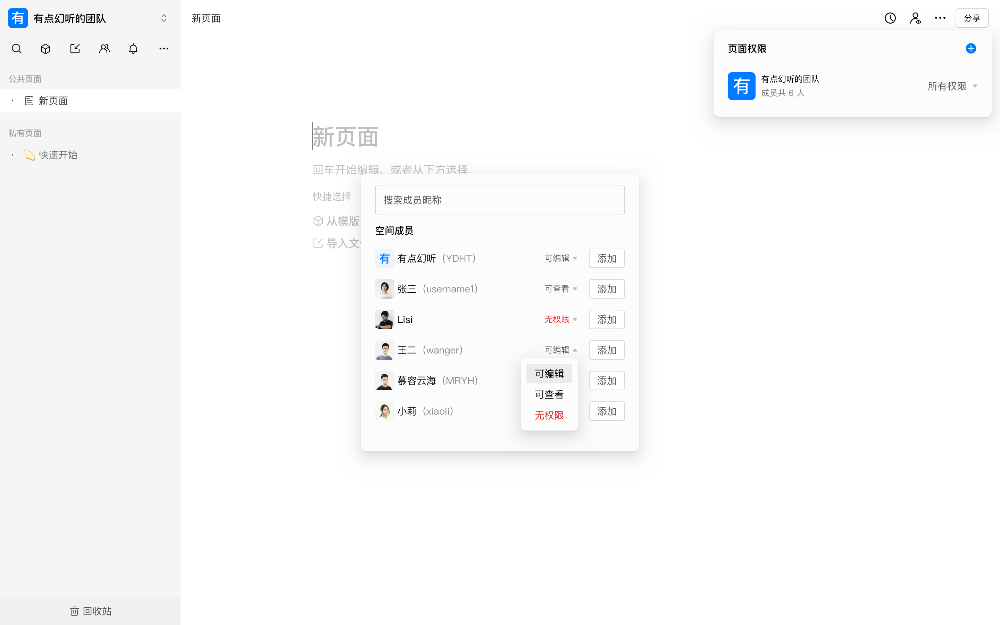 有 有点幻听的团队
公共页面
新页面
私有页面
快速开始
回收站
新页面
分享
页面权限
有 有点幻听的团队
成员共 6 人
所有权限
新页面
回车开始编辑，或者从下方选择
快捷选择
从模版
导入文
搜索成员昵称
空间成员
有 有点幻听（YDHT） 可编辑 添加
张三（username1） 可查看 添加
Lisi 无权限 添加
王二（wanger） 可编辑 添加
慕容云海（MRYH） 添加
小莉（xiaoli） 添加
可编辑
可查看
无权限